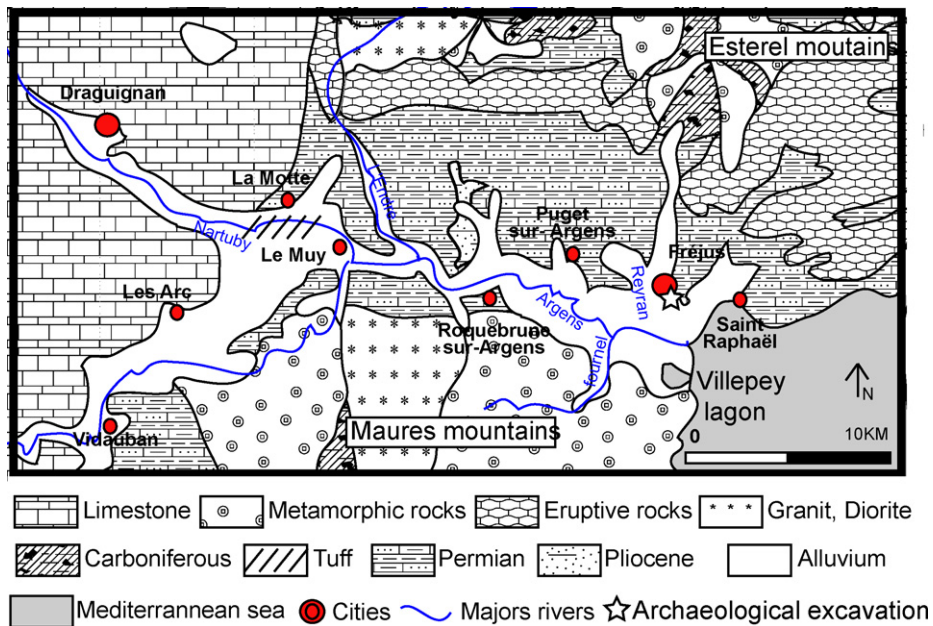 Esterel moutains
Draguignan
La Motte
Endre
Puget
sur-Argens
Nartuby
Le Muy
Fréjus
Reyran
Les Arc
Argens
Roquebrune
sur-Argens
Saint
Raphaël
fournel
Villepey
lagon
N
Vidauban
Maures mountains
0 10KM
Limestone Metamorphic rocks Eruptive rocks Granit, Diorite
Carboniferous Tuff Permian Pliocene Alluvium
Mediterrannean sea Cities Majors rivers Archaeological excavation